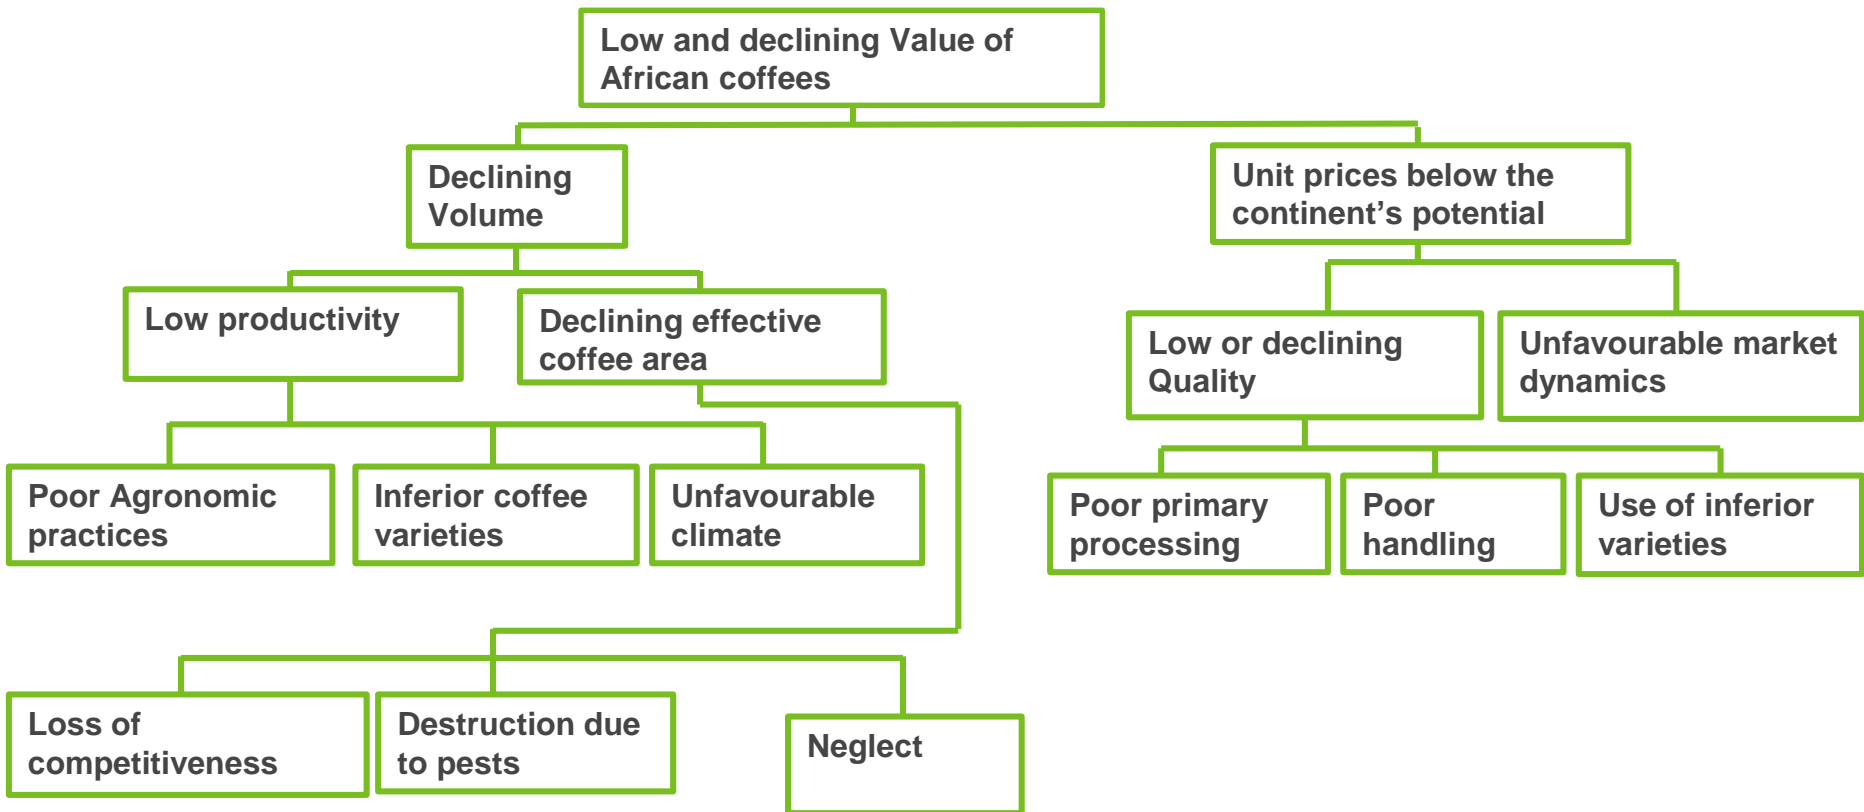 Low and declining Value of
African coffees
Declining
Volume
Unit prices below the
continent’s potential
Low productivity
Declining effective
coffee area
Low or declining
Quality
Unfavourable market
dynamics
Poor Agronomic
practices
Inferior coffee
varieties
Unfavourable
climate
Poor primary
processing
Poor
handling
Use of inferior
varieties
Loss of
competitiveness
Destruction due
to pests
Neglect